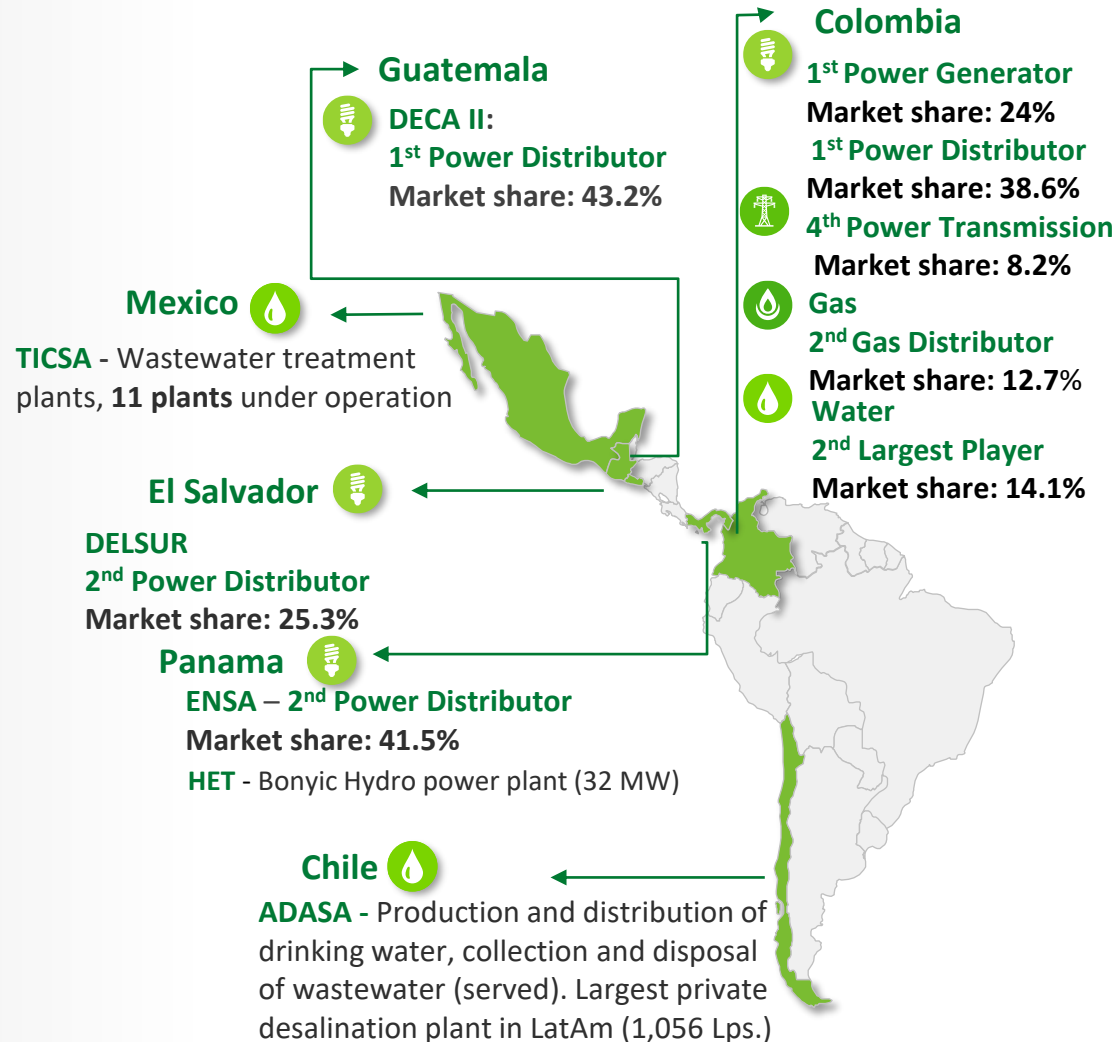 Guatemala
DECA II:
1st Power Distributor
Market share: 43.2%
Colombia
1st Power Generator
Market share: 24%
1st Power Distributor
Market share: 38.6%
4th Power Transmission
Market share: 8.2%
Gas
2nd Gas Distributor
Market share: 12.7%
Water
2nd Largest Player
Market share: 14.1%
Mexico
TICSA - Wastewater treatment
plants, 11 plants under operation
El Salvador
DELSUR
2nd Power Distributor
Market share: 25.3%
Panama
ENSA – 2nd Power Distributor
Market share: 41.5%
HET - Bonyic Hydro power plant (32 MW)
Chile
ADASA - Production and distribution of
drinking water, collection and disposal
of wastewater (served). Largest private
desalination plant in LatAm (1,056 Lps.)